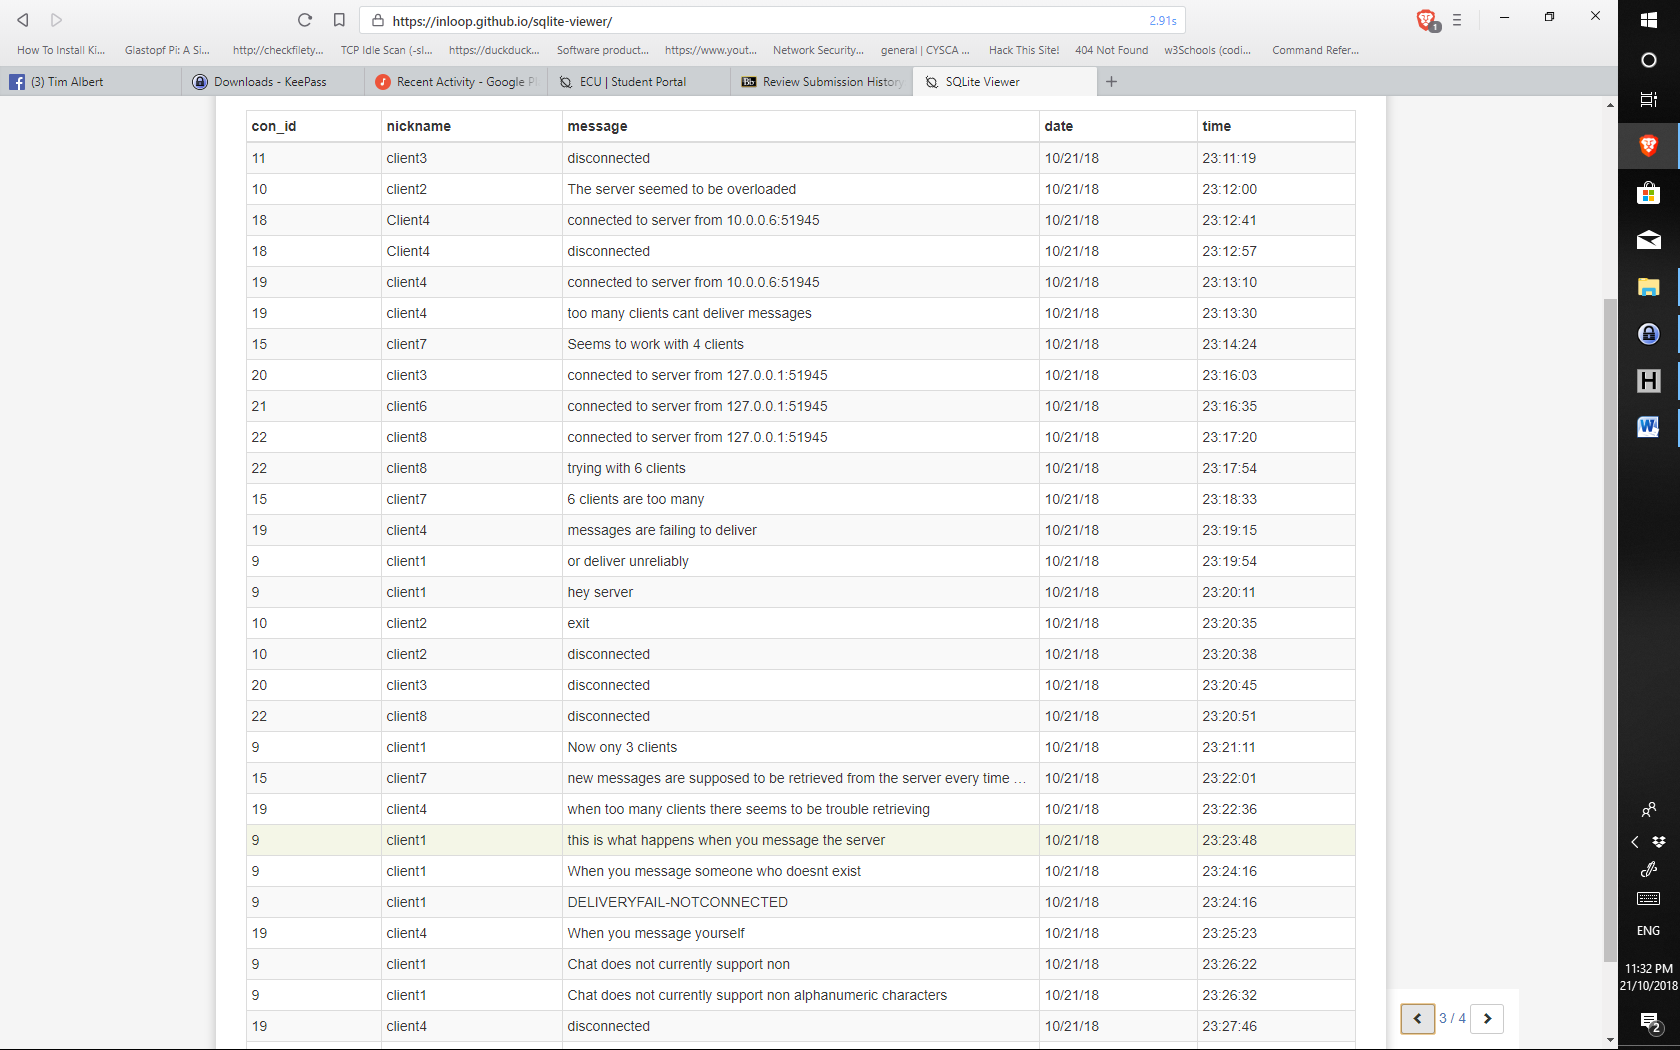 https://inloop.github.io/sqlite-viewer/ 2.91s 1
How To Install Ki... Glastopf Pi: A Si... http://checkfilety... TCP Idle Scan (-sl... https://duckduck... Software product... https://www.yout... Network Security... general | CYSCA ... Hack This Site! 404 Not Found w3Schools (codi... Command Refer...
(3) Tim Albert Downloads - KeePass Recent Activity - Google Pl ECU | Student Portal Bb Review Submission History SQLite Viewer
con_id nickname message date time
11 client3 disconnected 10/21/18 23:11:19
10 client2 The server seemed to be overloaded 10/21/18 23:12:00
18 Client4 connected to server from 10.0.0.6:51945 10/21/18 23:12:41
18 Client4 disconnected 10/21/18 23:12:57
19 client4 connected to server from 10.0.0.6:51945 10/21/18 23:13:10
19 client4 too many clients cant deliver messages 10/21/18 23:13:30
15 client7 Seems to work with 4 clients 10/21/18 23:14:24
20 client3 connected to server from 127.0.0.1:51945 10/21/18 23:16:03
21 client6 connected to server from 127.0.0.1:51945 10/21/18 23:16:35
22 client8 connected to server from 127.0.0.1:51945 10/21/18 23:17:20
22 client8 trying with 6 clients 10/21/18 23:17:54
15 client7 6 clients are too many 10/21/18 23:18:33
19 client4 messages are failing to deliver 10/21/18 23:19:15
9 client1 or deliver unreliably 10/21/18 23:19:54
9 client1 hey server 10/21/18 23:20:11
10 client2 exit 10/21/18 23:20:35
10 client2 disconnected 10/21/18 23:20:38
20 client3 disconnected 10/21/18 23:20:45
22 client8 disconnected 10/21/18 23:20:51
9 client1 Now ony 3 clients 10/21/18 23:21:11
15 client7 new messages are supposed to be retrieved from the server every time ... 10/21/18 23:22:01
19 client4 when too many clients there seems to be trouble retrieving 10/21/18 23:22:36
9 client1 this is what happens when you message the server 10/21/18 23:23:48
9 client1 When you message someone who doesnt exist 10/21/18 23:24:16
9 client1 DELIVERYFAIL-NOTCONNECTED 10/21/18 23:24:16
19 client4 When you message yourself 10/21/18 23:25:23
9 client1 Chat does not currently support non 10/21/18 23:26:22
9 client1 Chat does not currently support non alphanumeric characters 10/21/18 23:26:32
19 client4 disconnected 10/21/18 23:27:46
3 / 4
H
W
ENG
11:32 PM
21/10/2018
2